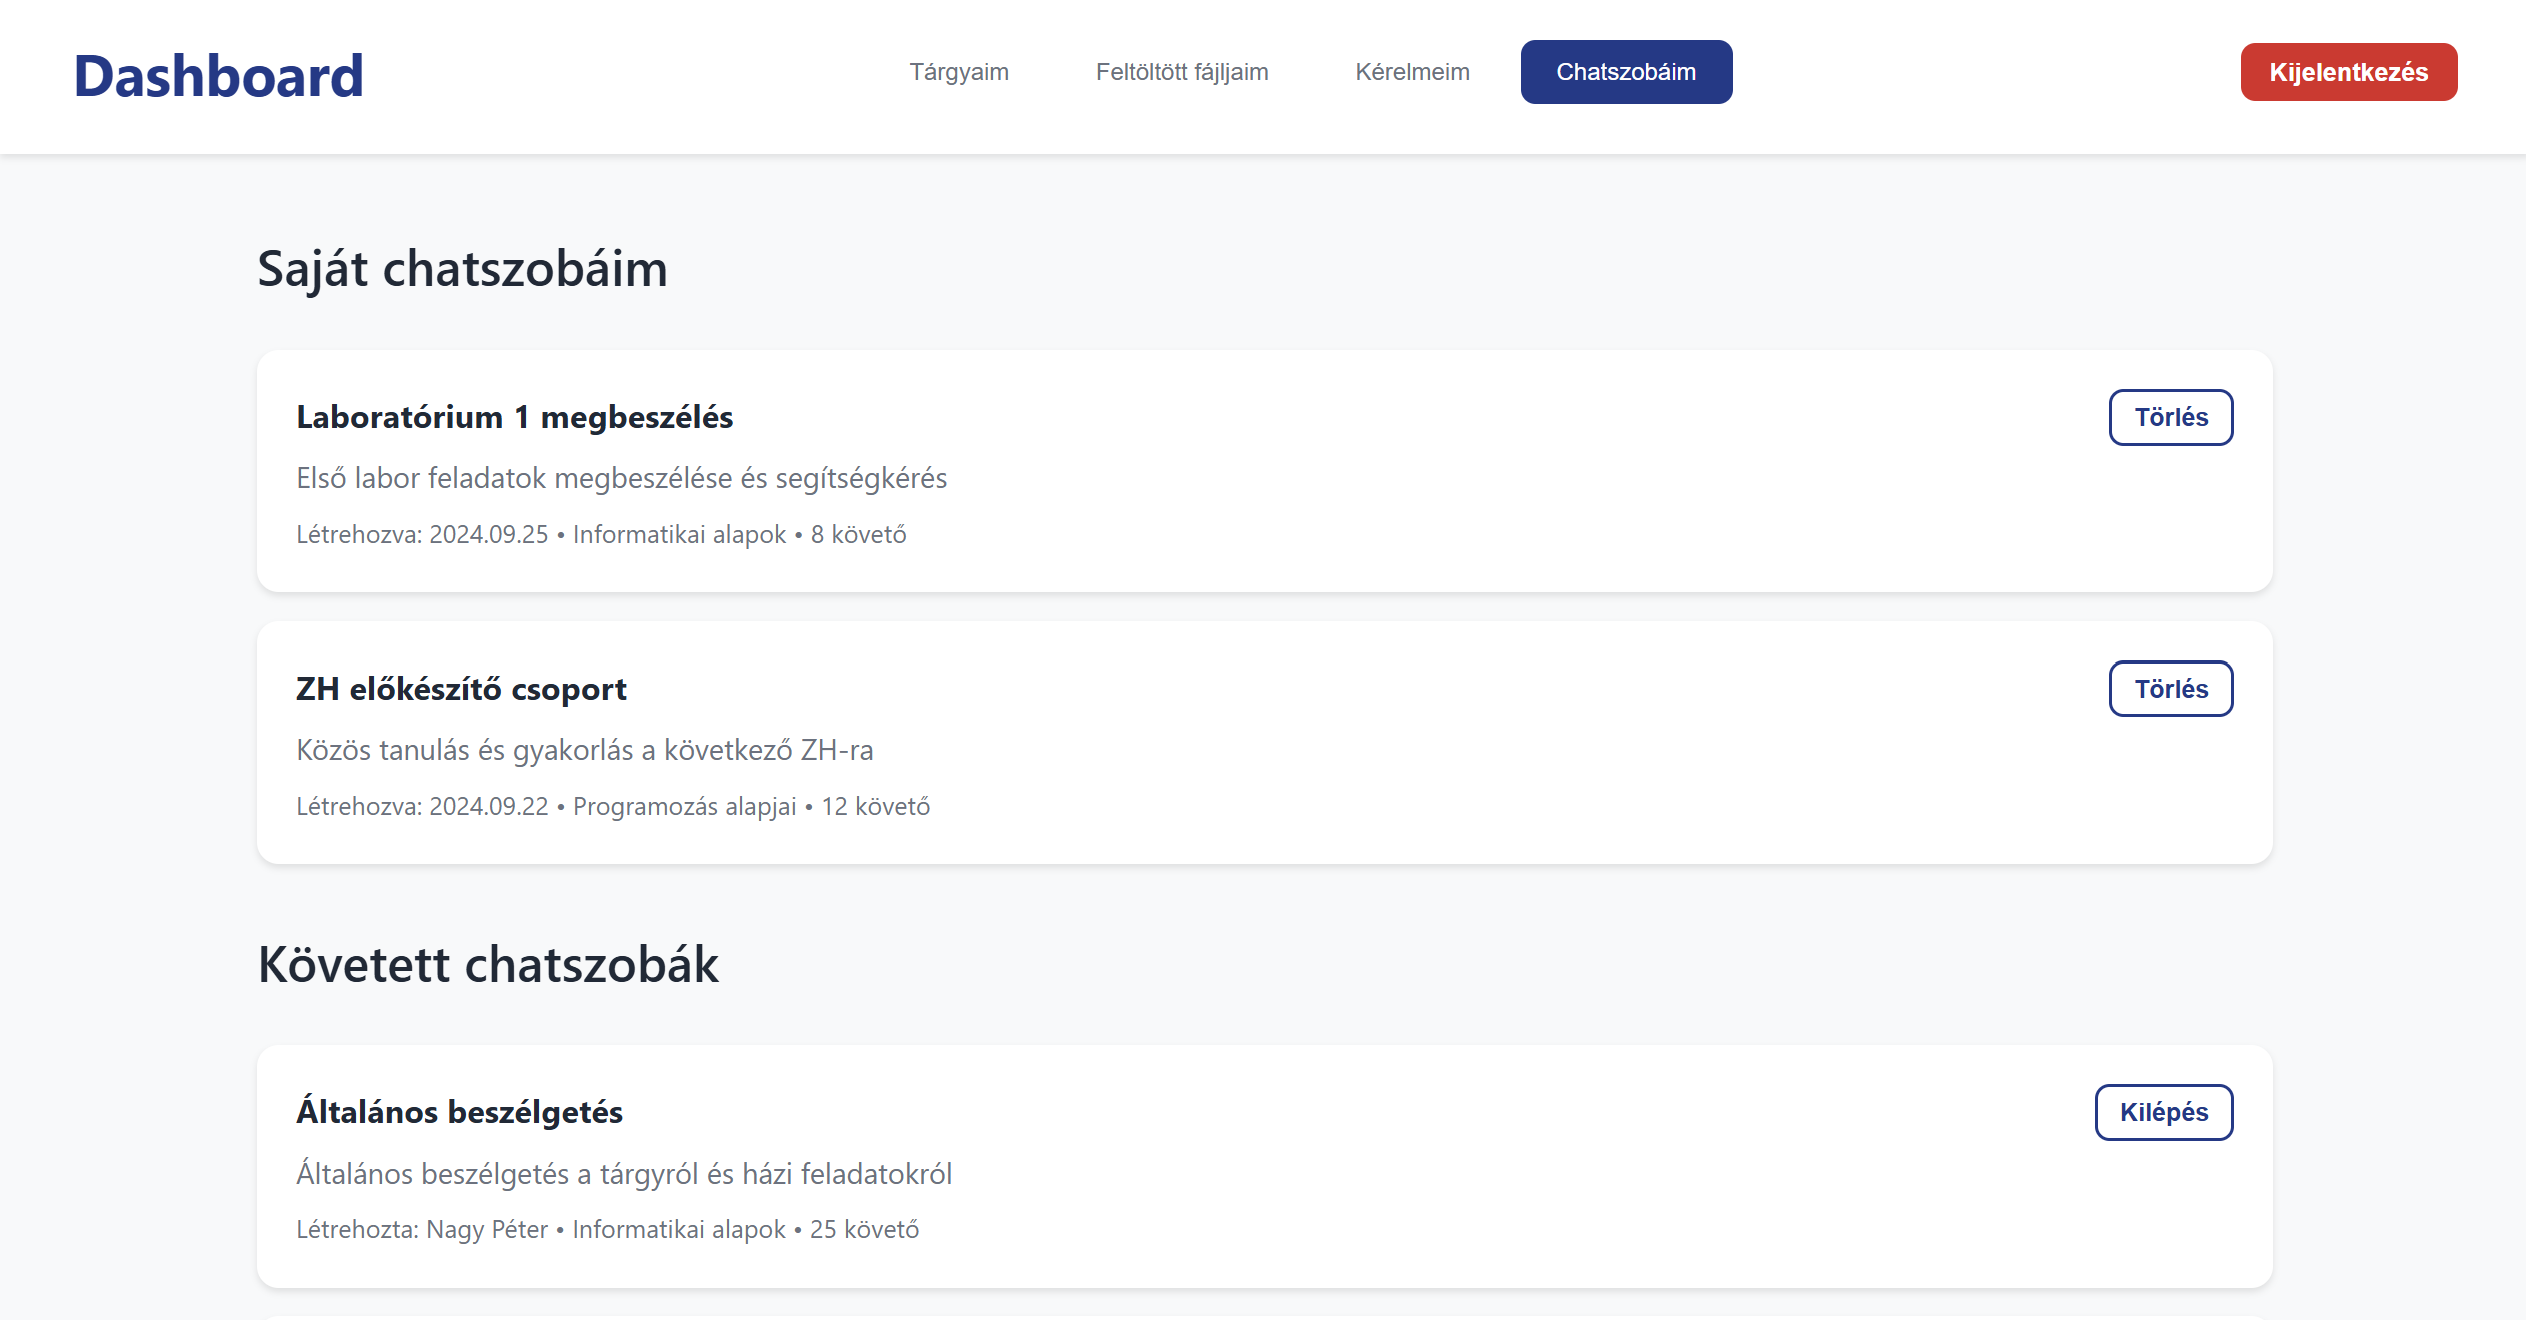 Dashboard
Tárgyaim
Feltöltött fájljaim
Kérelmeim
Chatszobáim
Kijelentkezés
Saját chatszobáim
Laboratórium 1 megbeszélés
Törlés
Első labor feladatok megbeszélése és segítségkérés
Létrehozva: 2024.09.25 • Informatikai alapok • 8 követő
ZH előkészítő csoport
Törlés
Közös tanulás és gyakorlás a következő ZH-ra
Létrehozva: 2024.09.22 • Programozás alapjai • 12 követő
Követett chatszobák
Általános beszélgetés
Kilépés
Általános beszélgetés a tárgyról és házi feladatokról
Létrehozta: Nagy Péter • Informatikai alapok • 25 követő